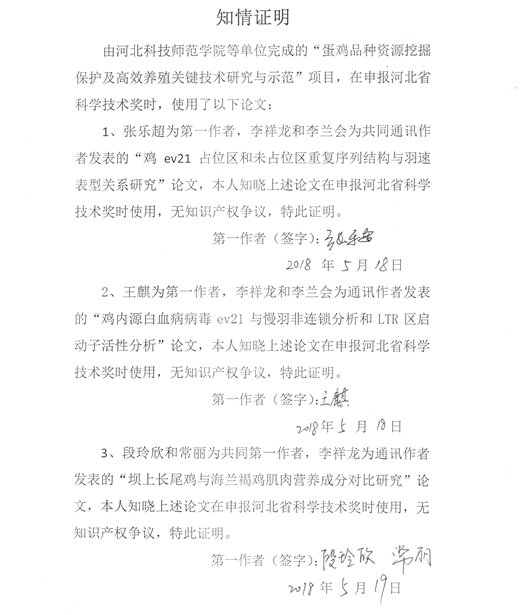 知情证明
由河北科技师范学院等单位完成的“蛋鸡品种资源挖掘
保护及高效养殖关键技术研究与示范”项目，在申报河北省
科学技术奖时，使用了以下论文：
1、张乐超为第一作者，李祥龙和李兰会为共同通讯作
者发表的“鸡 ev21 占位区和未占位区重复序列结构与羽速
表型关系研究”论文，本人知晓上述论文在申报河北省科学
技术奖时使用，无知识产权争议，特此证明。
第一作者（签字）：
2018 年 5 月 18 日
2、王麒为第一作者，李祥龙和李兰会为通讯作者发表
的“鸡内源白血病病毒 ev21 与慢羽非连锁分析和 LTR 区启
动子活性分析”论文，本人知晓上述论文在申报河北省科学
技术奖时使用，无知识产权争议，特此证明。
第一作者（签字）：王麒
2018 年 5 月 18 日
3、段玲欣和常丽为共同第一作者，李祥龙为通讯作者
发表的“坝上长尾鸡与海兰褐鸡肌肉营养成分对比研究”论
文，本人知晓上述论文在申报河北省科学技术奖时使用，无
知识产权争议，特此证明。
第一作者（签字）：段玲欣 常丽
2018 年 5 月 19 日